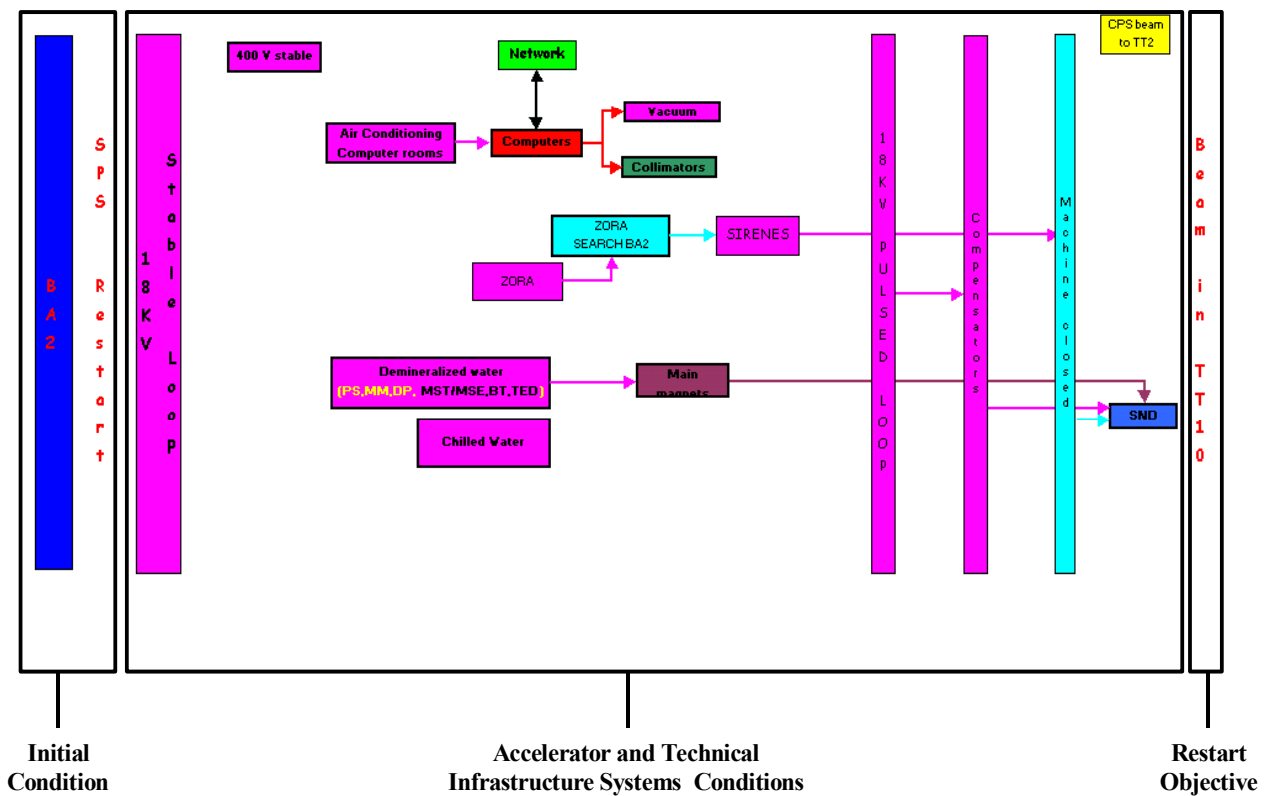 BA2
SPS Restart
18KV
Stable Loop
400 V stable
Network
Air Conditioning
Computer rooms
Computers
Vacuum
Collimators
ZORA
SEARCH BA2
SIRENES
ZORA
Demineralized water
(PS,MM,DP, MST/MSE,BT,TED)
Main
magnets
Chilled Water
18KV pULSED LOOp
Compensators
Machine closed
CPS beam
to TT2
SND
Beam in TT10
Initial
Condition
Accelerator and Technical
Infrastructure Systems Conditions
Restart
Objective